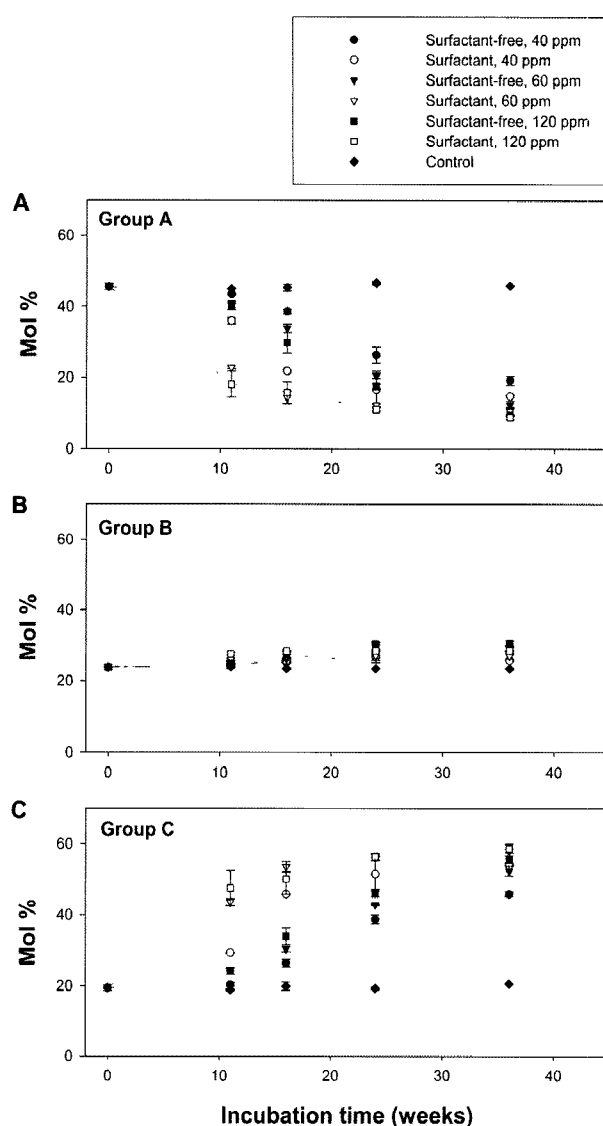 Surfactant-free, 40 ppm
Surfactant, 40 ppm
Surfactant-free, 60 ppm
Surfactant, 60 ppm
Surfactant-free, 120 ppm
Surfactant, 120 ppm
Control
A
Group A
Mol %
60
40
20
0
0 10 20 30 40
B
Group B
Mol %
60
40
20
0
0 10 20 30 40
C
Group C
Mol %
60
40
20
0
0 10 20 30 40
Incubation time (weeks)